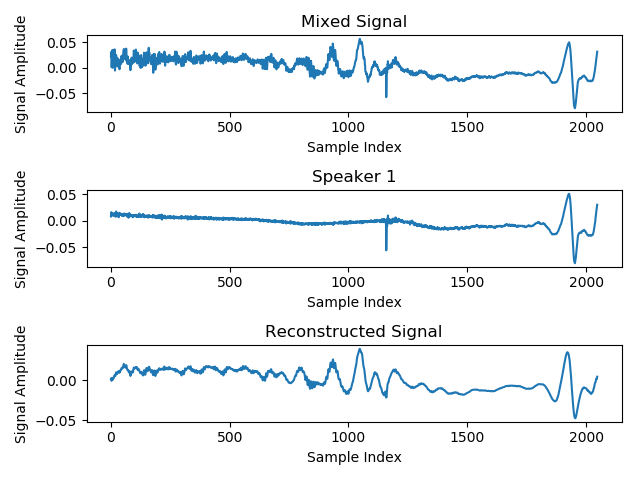 Mixed Signal
Signal Amplitude
0.05
0.00
−0.05
0
500
1000
1500
2000
Sample Index
Speaker 1
Signal Amplitude
0.05
0.00
−0.05
0
500
1000
1500
2000
Sample Index
Reconstructed Signal
Signal Amplitude
0.00
−0.05
0
500
1000
1500
2000
Sample Index